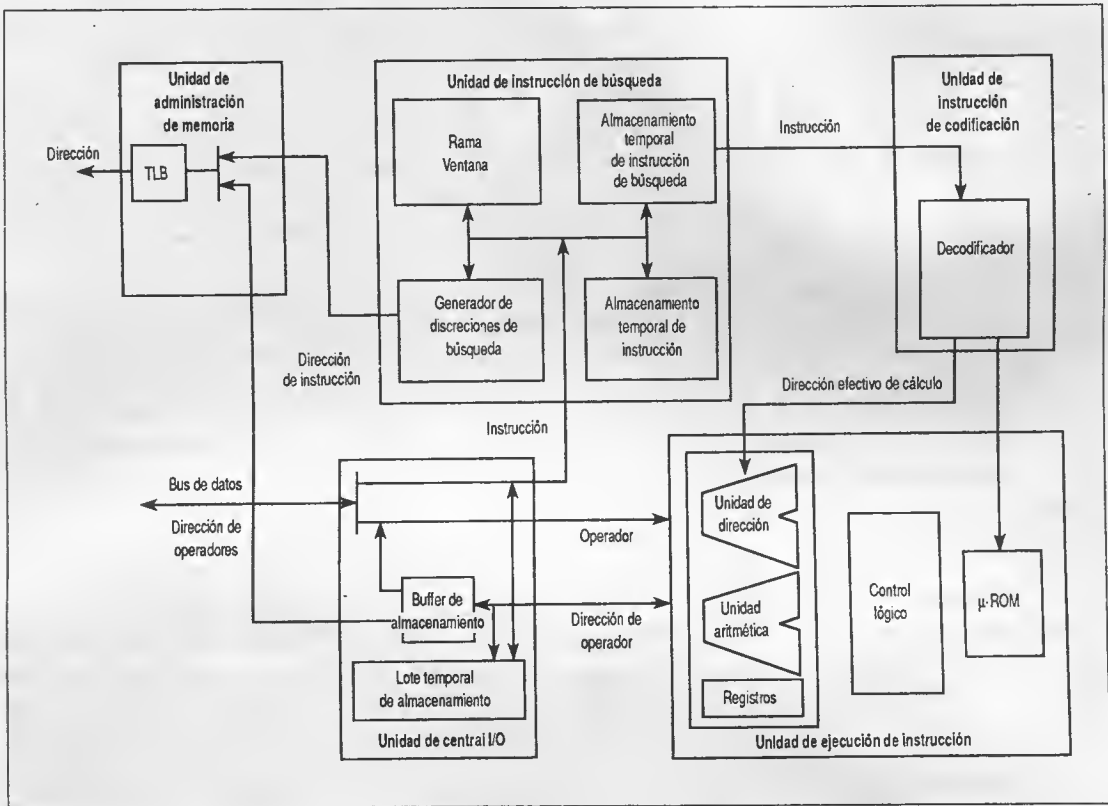 Unidad de
administración
de memoria
Dirección
TLB
Unidad de instrucción de búsqueda
Rama
Ventana
Almacenamiento
temporal
de instrucción
de búsqueda
Generador de
discreciones de
búsqueda
Almacenamiento
temporal de
instrucción
Instrucción
Unidad de
instrucción
de codificación
Decodificador
Dirección
de instrucción
Instrucción
Dirección efectivo de cálculo
Bus de datos
Dirección de
operadores
Operador
Buffer de
almacenamiento
Dirección de
operador
Lote temporal
de almacenamiento
Unidad de central I/O
Unidad de
dirección
Unidad
aritmética
Registros
Control
lógico
µ-ROM
Unidad de ejecución de instrucción